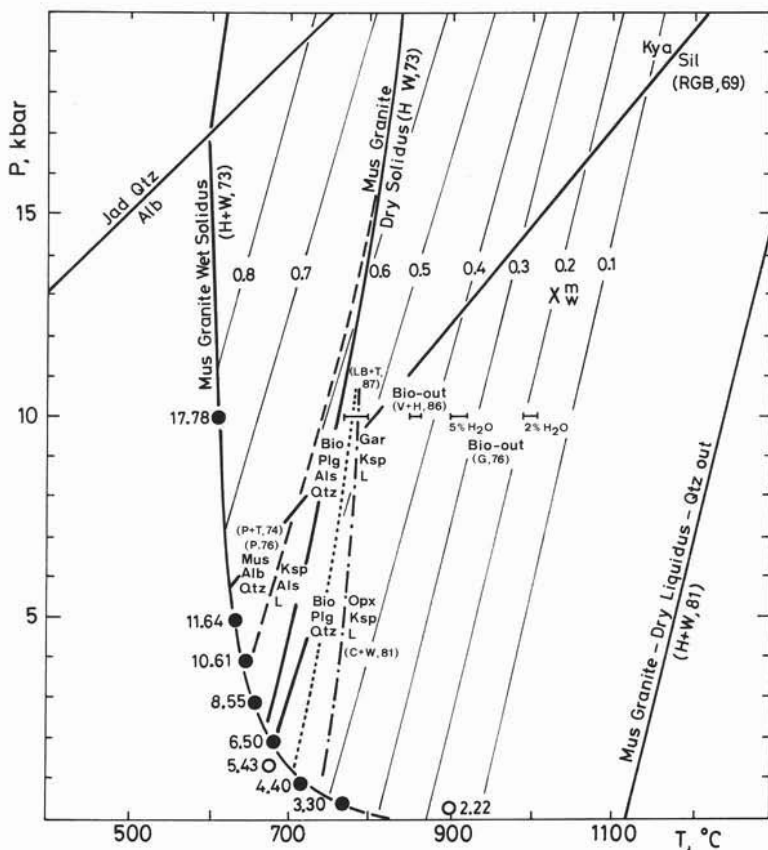 P, kbar
15
10
5
Jad Qtz
Alb
Mus Granite Wet Solidus
(H+W,73)
Mus Granite
Dry Solidus (H W,73)
Kya
Sil
(RGB,69)
0.8
0.7
0.6
0.5
0.4
0.3
0.2
0.1
X m w
(LB+T,
87)
Bio-out
(V+H,86)
5% H2O
2% H2O
Bio-out
(G,76)
17.78
Bio
Plg
Als
Qtz
Gar
Ksp
L
(P+T,74)
(P,76)
Mus
Alb
Qtz
Ksp
Als
L
Bio
Plg
Qtz
Opx
Ksp
L
(C+W,81)
11.64
10.61
8.55
6.50
5.43
4.40
3.30
2.22
Mus Granite – Dry Liquidus – Qtz out
(H+W,81)
500
700
900
1100
T, °C